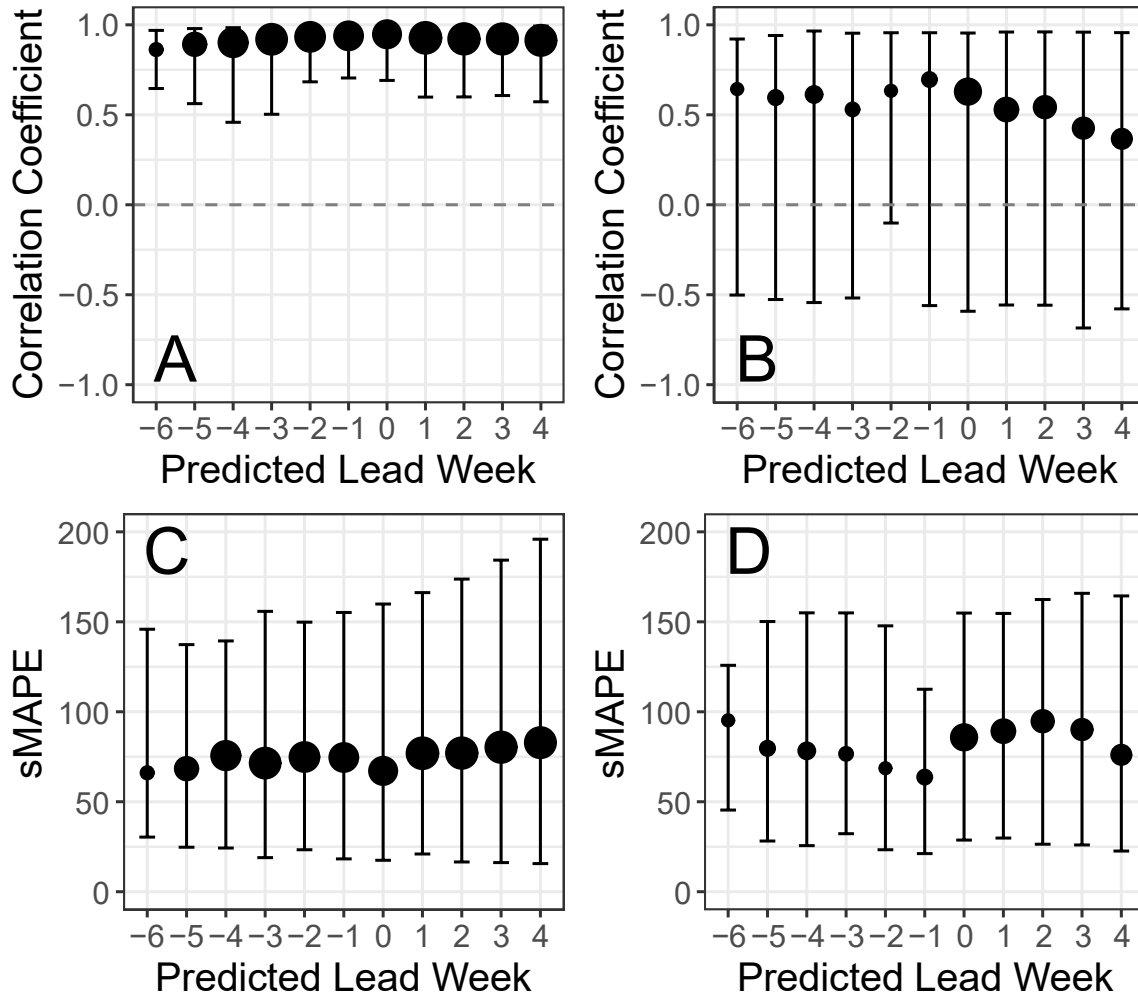 Correlation Coefficient
1.0
0.5
0.0
−0.5
−1.0
A
−6 −5 −4 −3 −2 −1 0 1 2 3 4
Predicted Lead Week
Correlation Coefficient
1.0
0.5
0.0
−0.5
−1.0
B
−6 −5 −4 −3 −2 −1 0 1 2 3 4
Predicted Lead Week
sMAPE
200
150
100
50
0
C
−6 −5 −4 −3 −2 −1 0 1 2 3 4
Predicted Lead Week
sMAPE
200
150
100
50
0
D
−6 −5 −4 −3 −2 −1 0 1 2 3 4
Predicted Lead Week